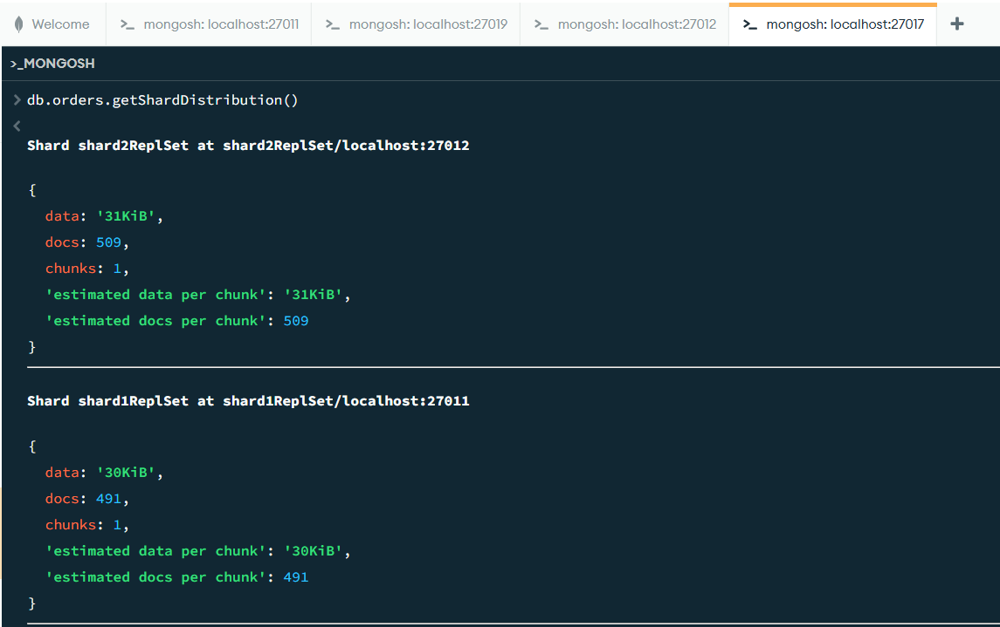 Welcome
mongosh: localhost:27011
mongosh: localhost:27019
mongosh: localhost:27012
mongosh: localhost:27017
>_MONGOSH
db.orders.getShardDistribution()
Shard shard2ReplSet at shard2ReplSet/localhost:27012
{
data: '31KiB',
docs: 509,
chunks: 1,
'estimated data per chunk': '31KiB',
'estimated docs per chunk': 509
}
Shard shard1ReplSet at shard1ReplSet/localhost:27011
{
data: '30KiB',
docs: 491,
chunks: 1,
'estimated data per chunk': '30KiB',
'estimated docs per chunk': 491
}